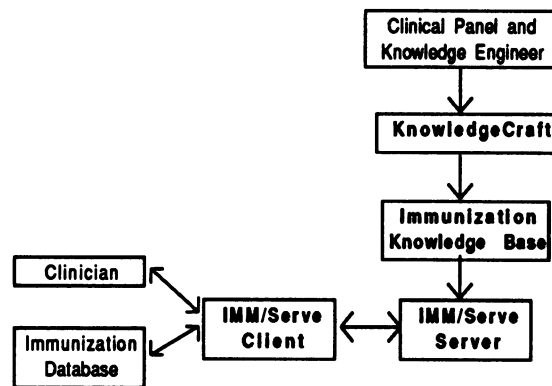 Clinical Panel and
Knowledge Engineer
KnowledgeCraft
Immunization
Knowledge Base
Clinician
Immunization
Database
IMM/Serve
Client
IMM/Serve
Server